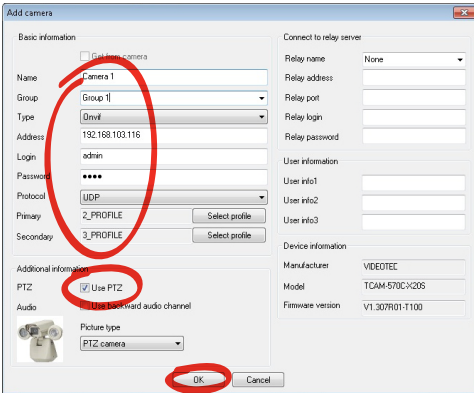 Add camera
Basic information
Get from camera
Name Camera 1
Group Group 1
Type Onvif
Address 192.168.103.116
Login admin
Password ••••
Protocol UDP
Primary 2_PROFILE Select profile
Secondary 3_PROFILE Select profile
Additional information
PTZ Use PTZ
Audio Use backward audio channel
Picture type
PTZ camera
Connect to relay server
Relay name None
Relay address
Relay port
Relay login
Relay password
User information
User info1
User info2
User info3
Device information
Manufacturer VIDEOTEC
Model TCAM-570C-X20S
Firmware version V1.307R01-T100
OK Cancel